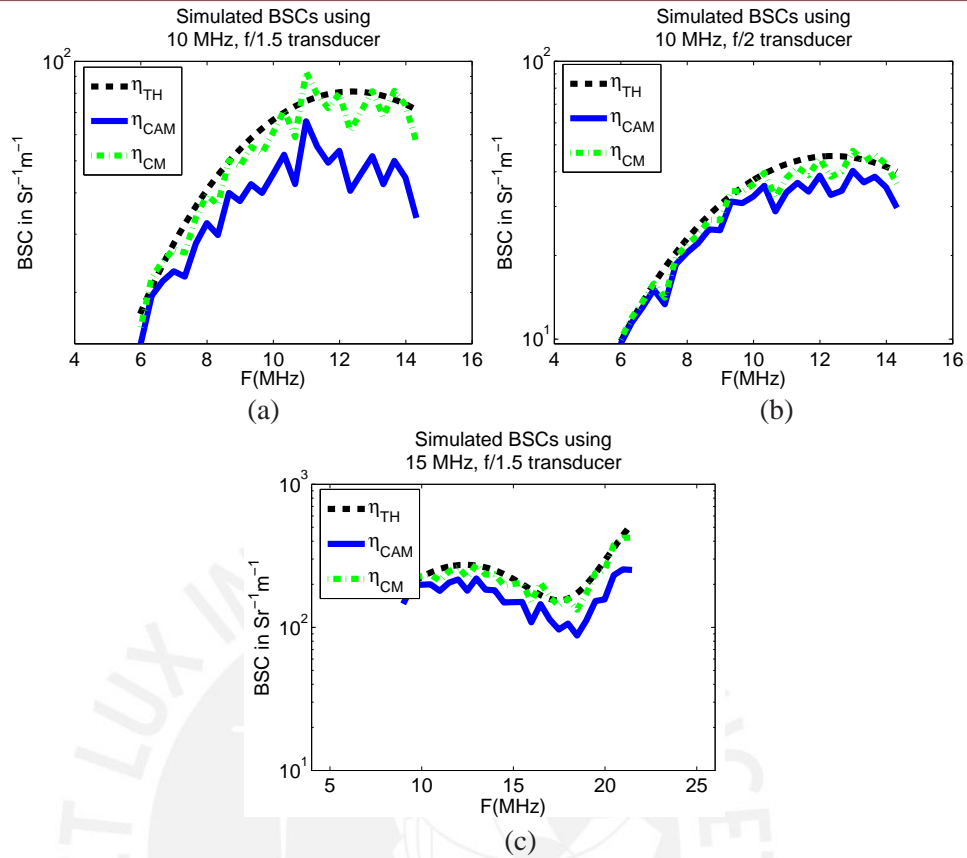 Simulated BSCs using
10 MHz, f/1.5 transducer
10²
η_TH
η_CAM
η_CM
BSC in Sr⁻¹m⁻¹
4 6 8 10 12 14 16
F(MHz)
(a)
Simulated BSCs using
10 MHz, f/2 transducer
10²
η_TH
η_CAM
η_CM
BSC in Sr⁻¹m⁻¹
10¹
4 6 8 10 12 14 16
F(MHz)
(b)
Simulated BSCs using
15 MHz, f/1.5 transducer
10³
η_TH
η_CAM
η_CM
BSC in Sr⁻¹m⁻¹
10²
10¹
5 10 15 20 25
F(MHz)
(c)
ET LUX IN